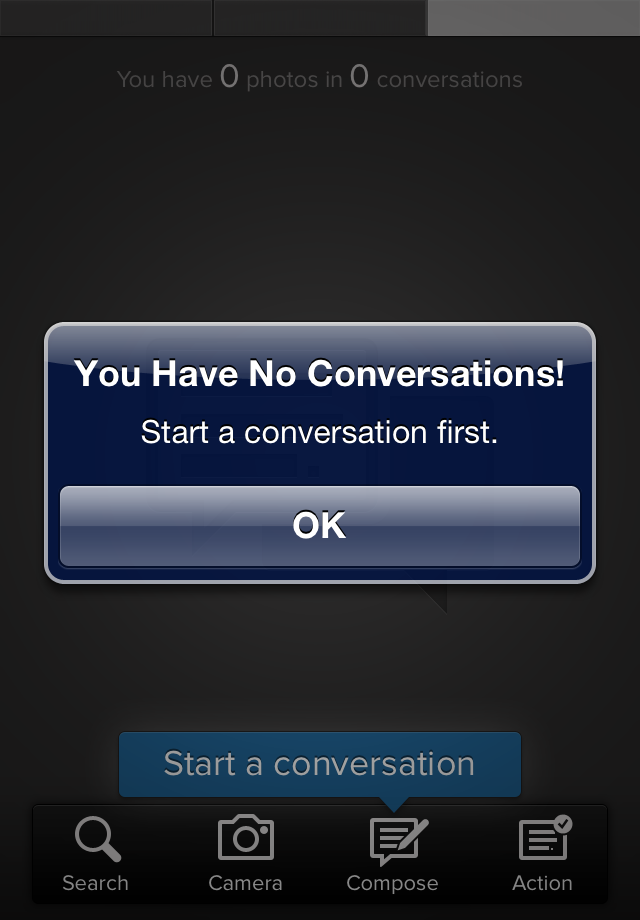 You have 0 photos in 0 conversations
You Have No Conversations!
Start a conversation first.
OK
Start a conversation
Search Camera Compose Action